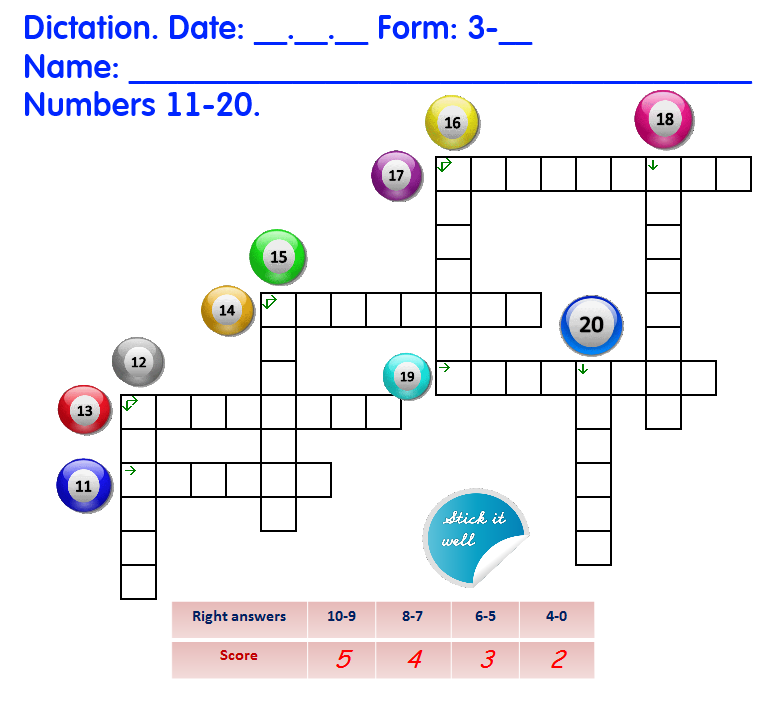 Dictation. Date: __.__.__ Form: 3-__
Name: ______________________________
Numbers 11-20.
16
18
17
15
14
20
12
19
13
11
Stick it
well
Right answers 10-9 8-7 6-5 4-0
Score 5 4 3 2